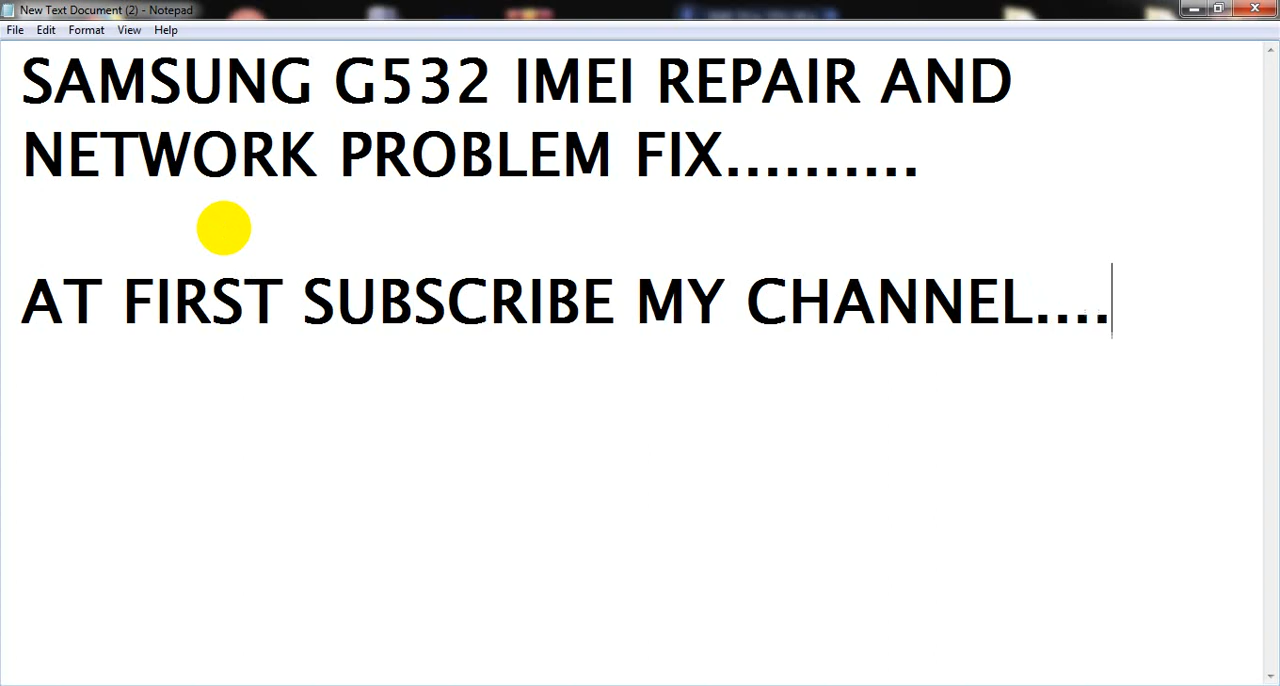 New Text Document (2) - Notepad
File Edit Format View Help
SAMSUNG G532 IMEI REPAIR AND
NETWORK PROBLEM FIX..........
AT FIRST SUBSCRIBE MY CHANNEL....